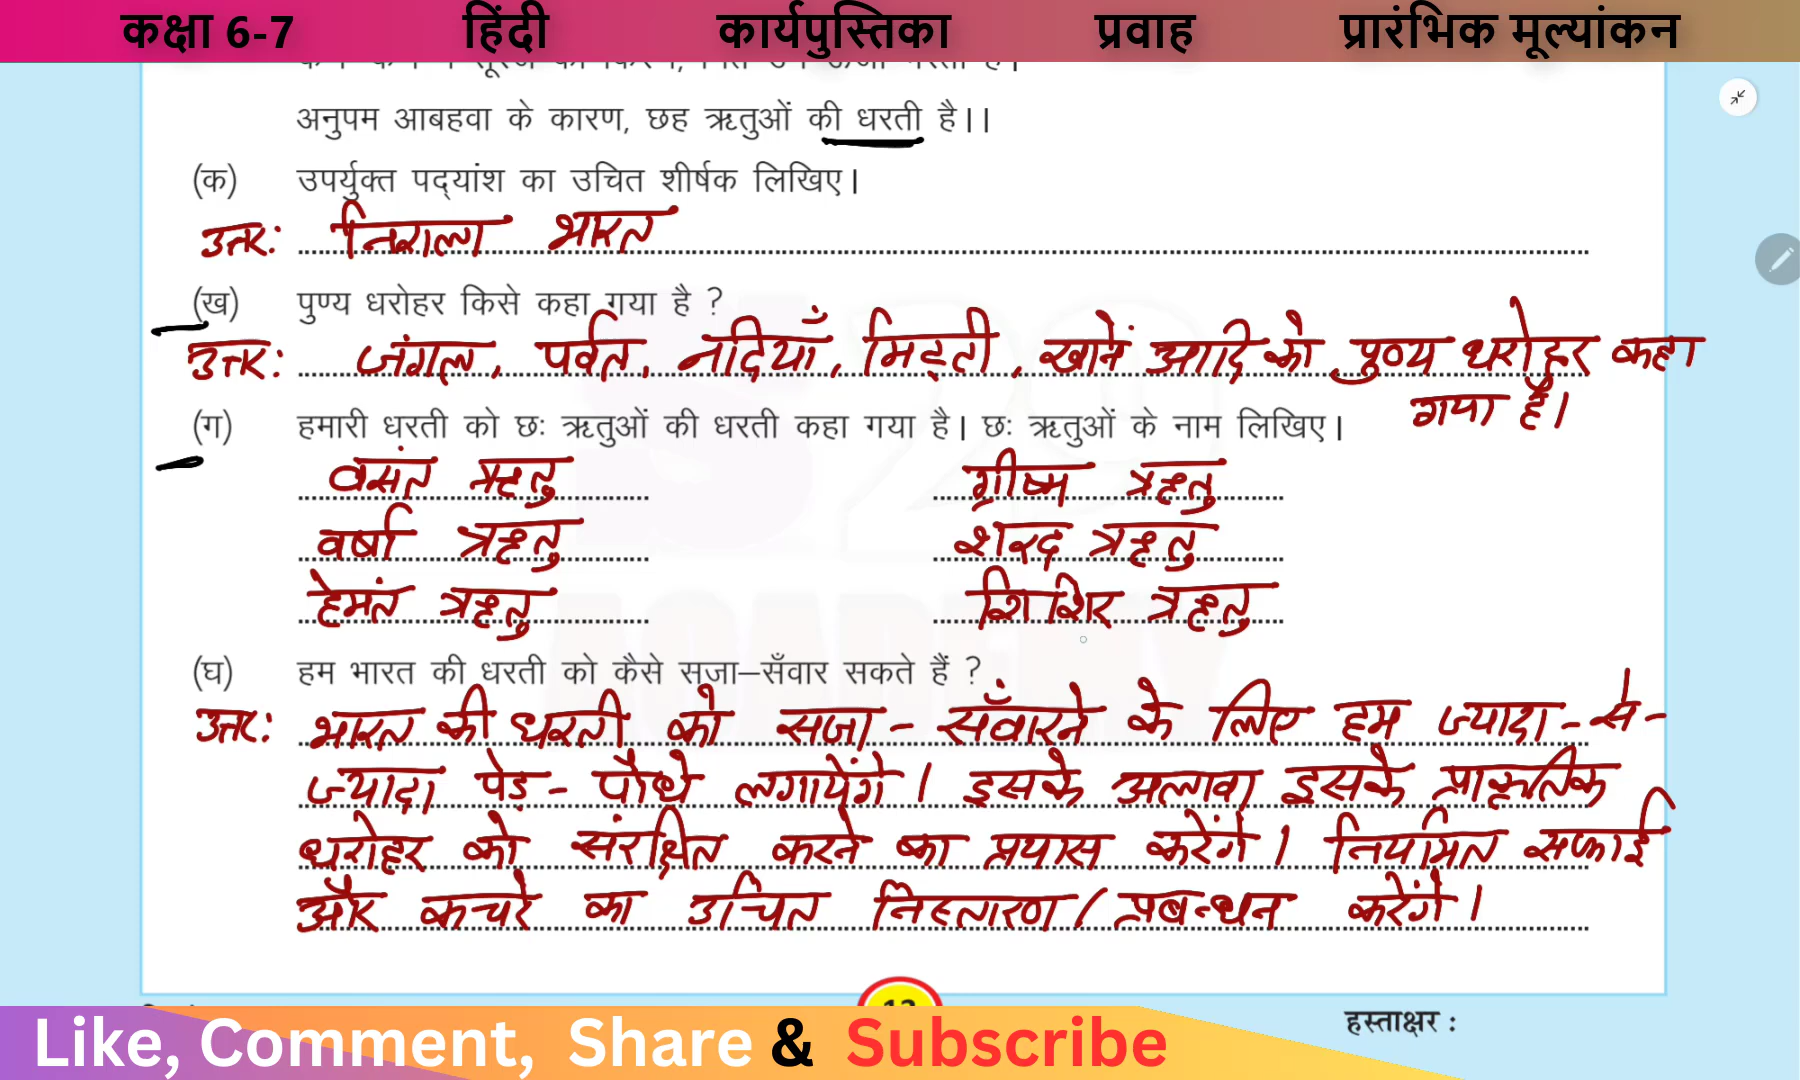 कक्षा 6-7 हिंदी कार्यपुस्तिका प्रवाह प्रारंभिक मूल्यांकन
अनुपम आबहवा के कारण, छह ऋतुओं की धरती है।।
(क) उपर्युक्त पद्यांश का उचित शीर्षक लिखिए।
उत्तर: निराला भारत
(ख) पुण्य धरोहर किसे कहा गया है ?
उत्तर: जंगल, पर्वत, नदियाँ, मिट्टी, खानें आदि को पुण्य धरोहर कहा
गया है।
(ग) हमारी धरती को छः ऋतुओं की धरती कहा गया है। छः ऋतुओं के नाम लिखिए।
वसंत ऋतु ग्रीष्म ऋतु
वर्षा ऋतु शरद ऋतु
हेमंत ऋतु शिशिर ऋतु
(घ) हम भारत की धरती को कैसे सजा–सँवार सकते हैं ?
उत्तर: भारत की धरती को सजा-सँवारने के लिए हम ज्यादा-से-
ज्यादा पेड़-पौधे लगायेंगे। इसके अलावा इसके प्राकृतिक
धरोहर को संरक्षित करने का प्रयास करेंगे। नियमित सफाई
और कचरे का उचित निस्तारण/प्रबन्धन करेंगे।
हस्ताक्षर :
Like, Comment, Share & Subscribe